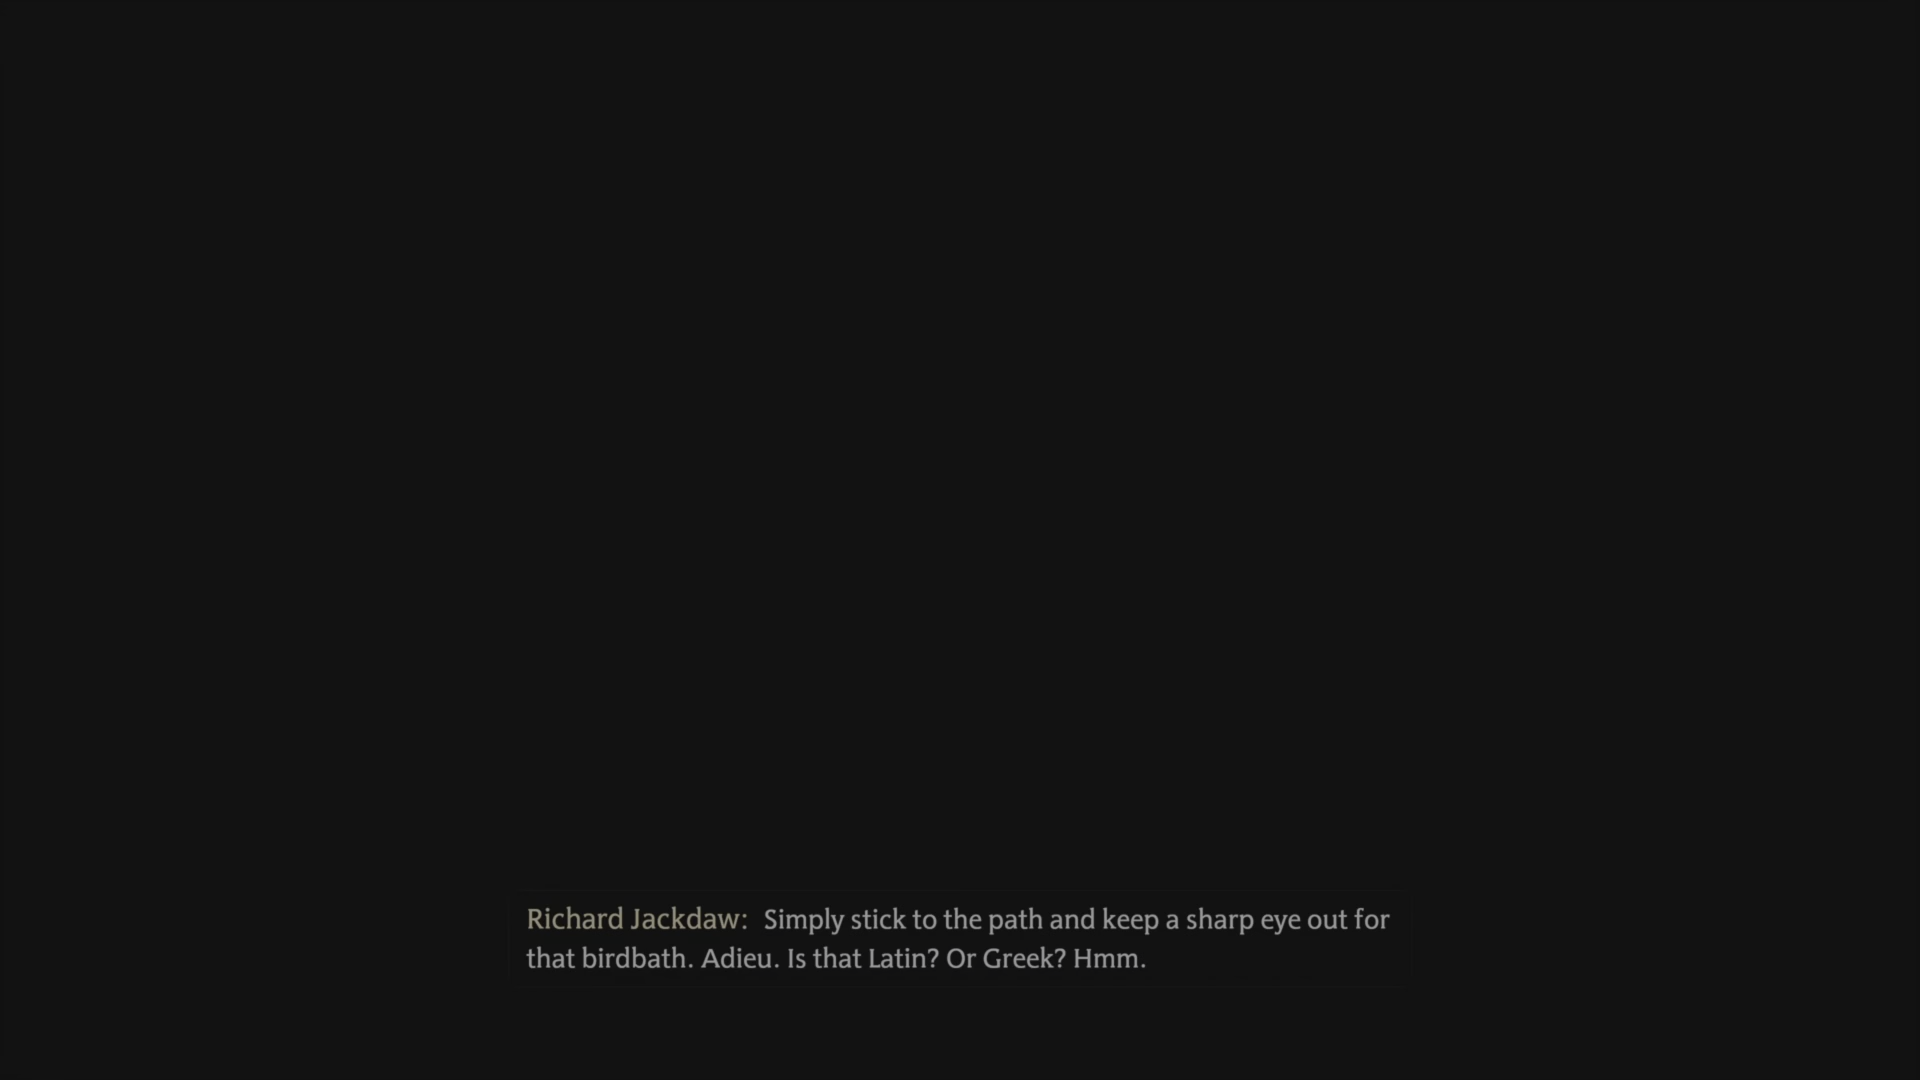 Richard Jackdaw: Simply stick to the path and keep a sharp eye out for
that birdbath. Adieu. Is that Latin? Or Greek? Hmm.